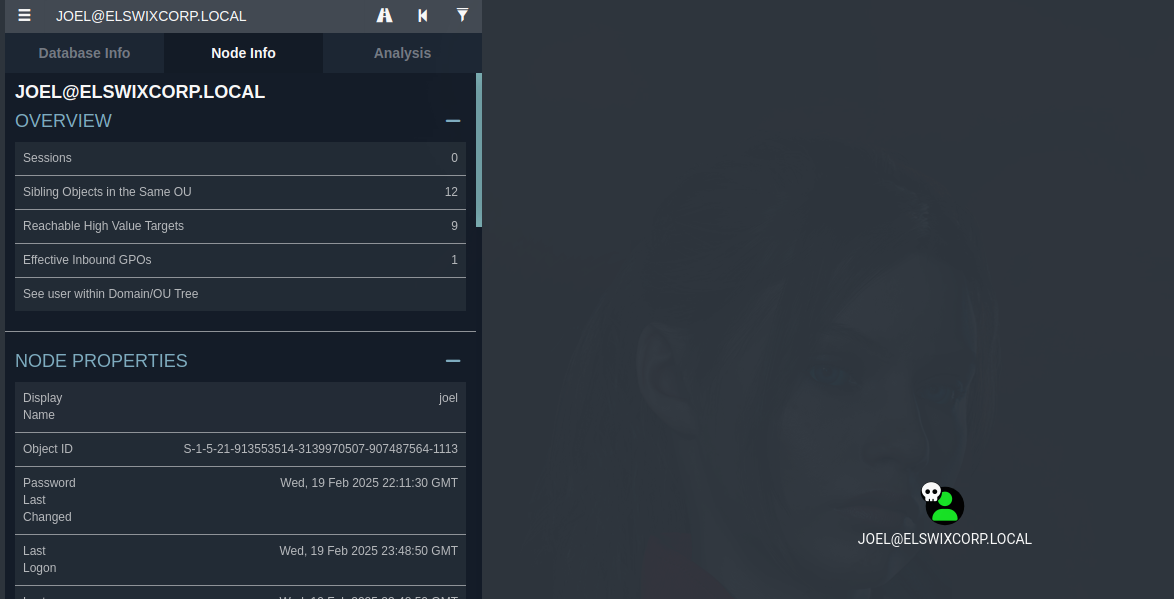 JOEL@ELSWIXCORP.LOCAL
Database Info
Node Info
Analysis
JOEL@ELSWIXCORP.LOCAL
OVERVIEW
Sessions 0
Sibling Objects in the Same OU 12
Reachable High Value Targets 9
Effective Inbound GPOs 1
See user within Domain/OU Tree
NODE PROPERTIES
Display joel
Name
Object ID S-1-5-21-913553514-3139970507-907487564-1113
Password Wed, 19 Feb 2025 22:11:30 GMT
Last
Changed
Last Wed, 19 Feb 2025 23:48:50 GMT
Logon
JOEL@ELSWIXCORP.LOCAL